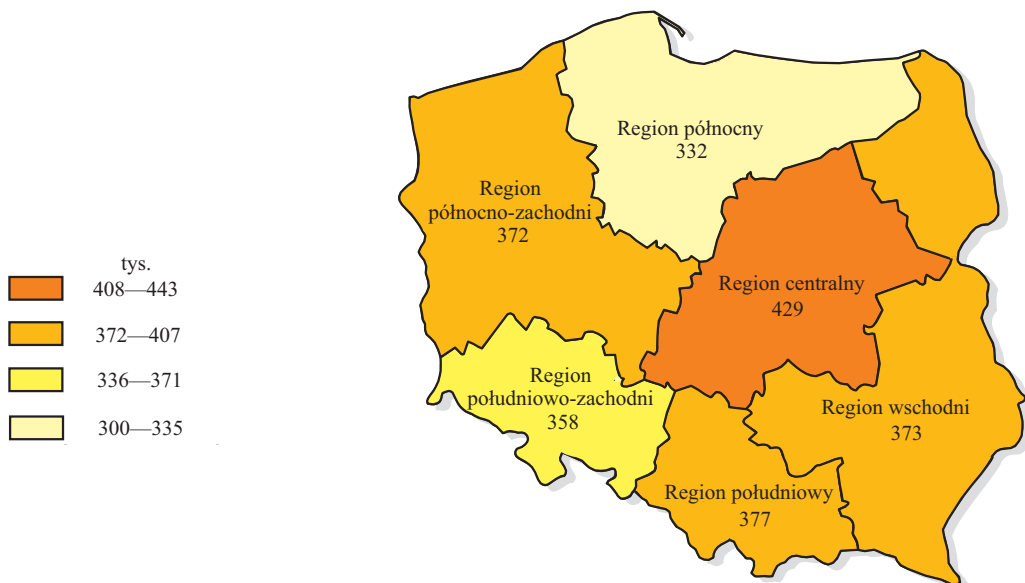 Region północny
332
Region
północno-zachodni
372
tys.
408—443
372—407
336—371
300—335
Region centralny
429
Region
południowo-zachodni
358
Region wschodni
373
Region południowy
377